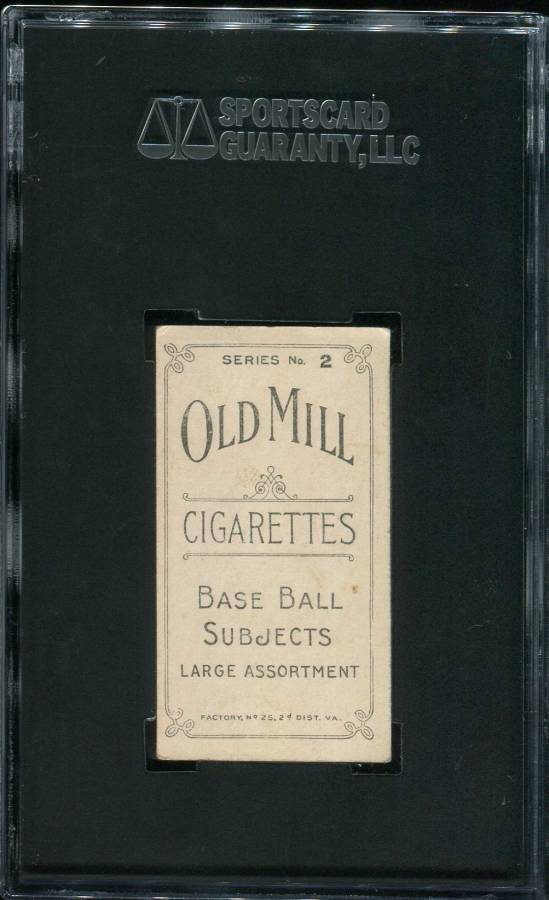 SPORTSCARD
GUARANTY, LLC
SERIES No. 2
OLD MILL
CIGARETTES
BASE BALL
SUBJECTS
LARGE ASSORTMENT
FACTORY, Nº 25, 2d DIST. VA.